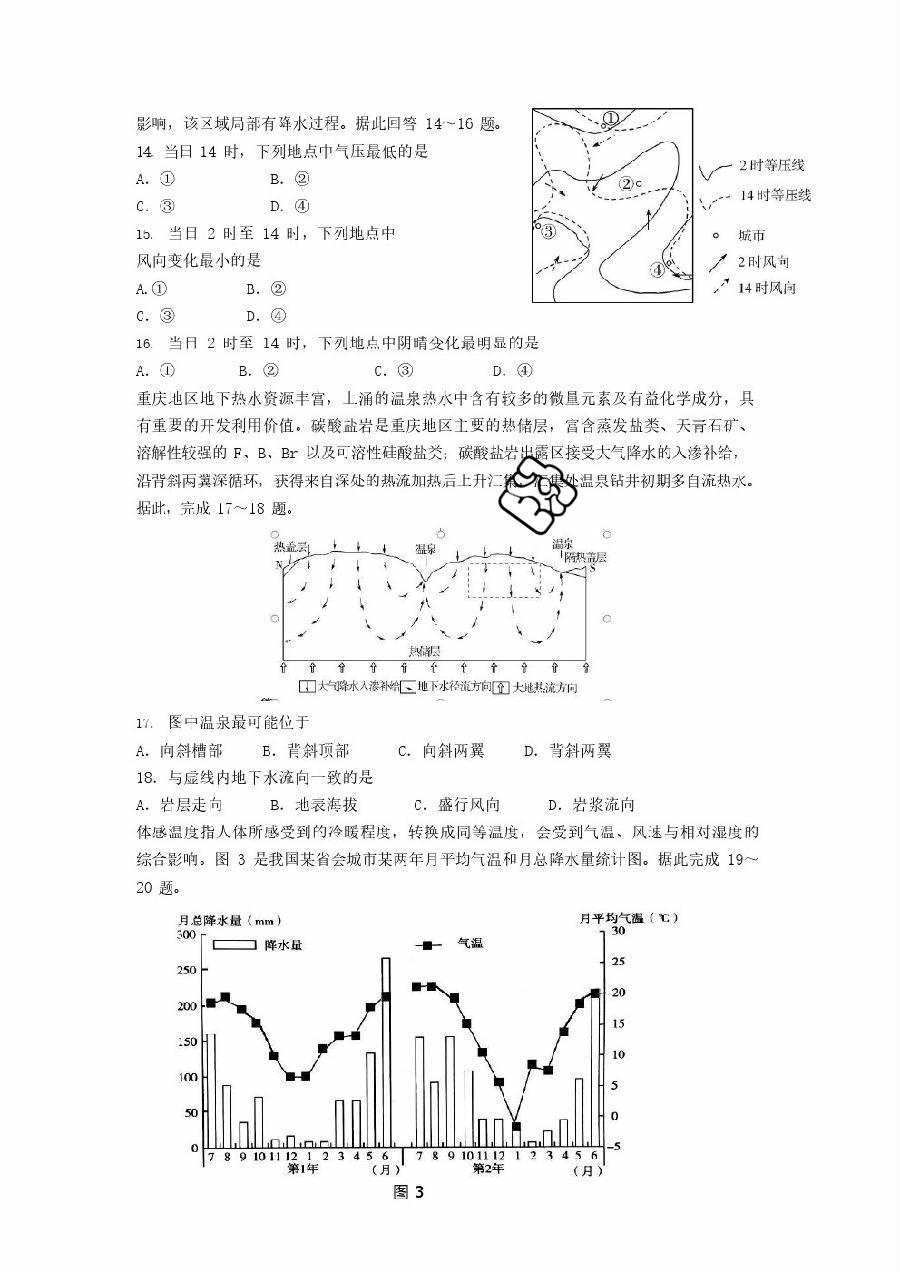 影响，该区域局部有降水过程。据此回答 14～16 题。
14. 当日 14 时，下列地点中气压最低的是
A. ① B. ②
C. ③ D. ④
15. 当日 2 时至 14 时，下列地点中
风向变化最小的是
A.① B. ②
C. ③ D. ④
①
②
③
④
2时等压线
14时等压线
城市
2时风向
14时风向
16. 当日 2 时至 14 时，下列地点中阴晴变化最明显的是
A. ① B. ② C. ③ D. ④
重庆地区地下热水资源丰富，上涌的温泉热水中含有较多的微量元素及有益化学成分，具
有重要的开发利用价值。碳酸盐岩是重庆地区主要的热储层，富含蒸发盐类、天青石矿、
溶解性较强的 F、B、Br 以及可溶性硅酸盐类；碳酸盐岩出露区接受大气降水的入渗补给，
沿背斜两翼深循环，获得来自深处的热流加热后上升汇集，汇集处温泉钻井初期多自流热水。
据此，完成 17～18 题。
热盖层
温泉
温泉
隔热盖层
N
S
热储层
大气降水入渗补给 地下水径流方向 大地热流方向
17. 图中温泉最可能位于
A. 向斜槽部 B. 背斜顶部 C. 向斜两翼 D. 背斜两翼
18. 与虚线内地下水流向一致的是
A. 岩层走向 B. 地表海拔 C. 盛行风向 D. 岩浆流向
体感温度指人体所感受到的冷暖程度，转换成同等温度，会受到气温、风速与相对湿度的
综合影响。图 3 是我国某省会城市某两年月平均气温和月总降水量统计图。据此完成 19～
20 题。
月总降水量（mm） 月平均气温（℃）
降水量 气温
300
250
200
150
100
50
0
30
25
20
15
10
5
0
-5
7 8 9 10 11 12 1 2 3 4 5 6 7 8 9 10 11 12 1 2 3 4 5 6
第1年 （月） 第2年 （月）
图 3